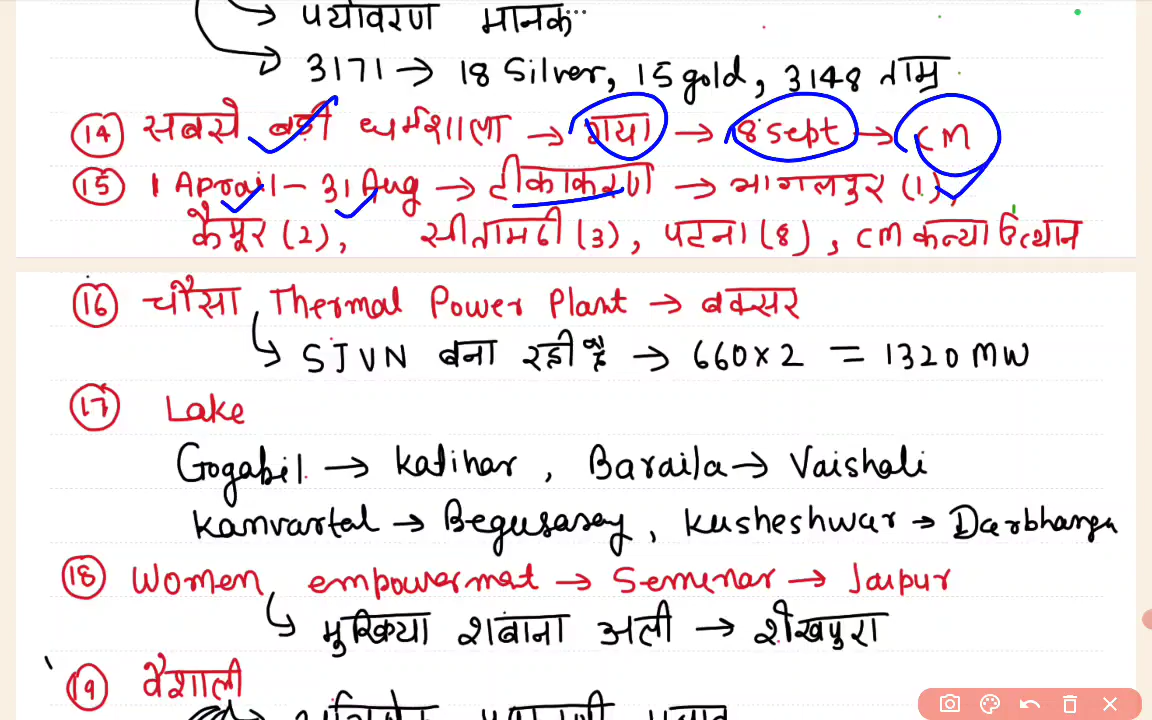 ↳ पर्यावरण मानक...
↳ 3171 → 18 Silver, 15 gold, 3148 ताम्र
14 सबसे बड़ी धर्मशाला → गया → 8 Sept → CM
15 1 Aprail - 31 Aug → टीकाकरण → भागलपुर (1),
कैमूर (2), सीतामढी (3), पटना (8), CM कन्या उत्थान
16 चौसा Thermal Power Plant → बक्सर
↳ SJVN बना रही है → 660 × 2 = 1320 MW
17 Lake
Gogabil → Katihar, Baraila → Vaishali
Kanvartal → Begusaray, Kusheshwar → Darbhanga
18 Women empowermet → Semenar → Jaipur
↳ मुखिया शबाना अली → शेखपुरा
19 वैशाली